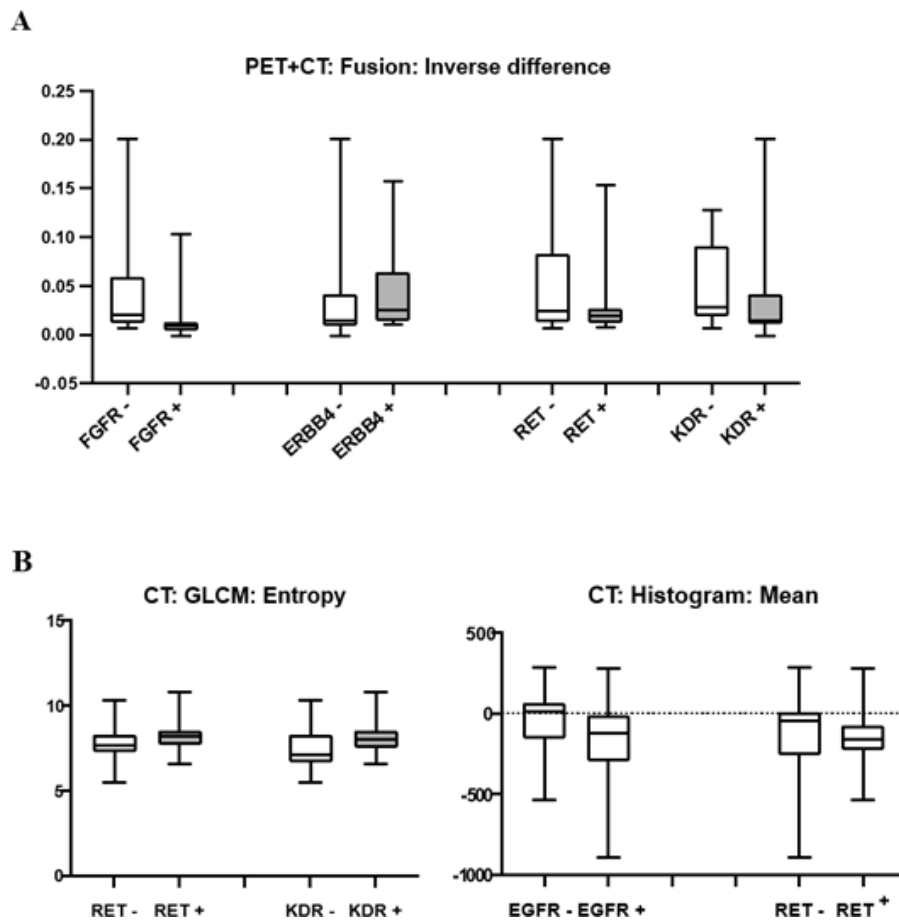 A
PET+CT: Fusion: Inverse difference
0.25
0.20
0.15
0.10
0.05
0.00
-0.05
FGFR - FGFR + ERBB4 - ERBB4 + RET - RET + KDR - KDR +
B
CT: GLCM: Entropy
15
10
5
0
RET - RET + KDR - KDR +
CT: Histogram: Mean
500
0
-500
-1000
EGFR - EGFR + RET - RET +